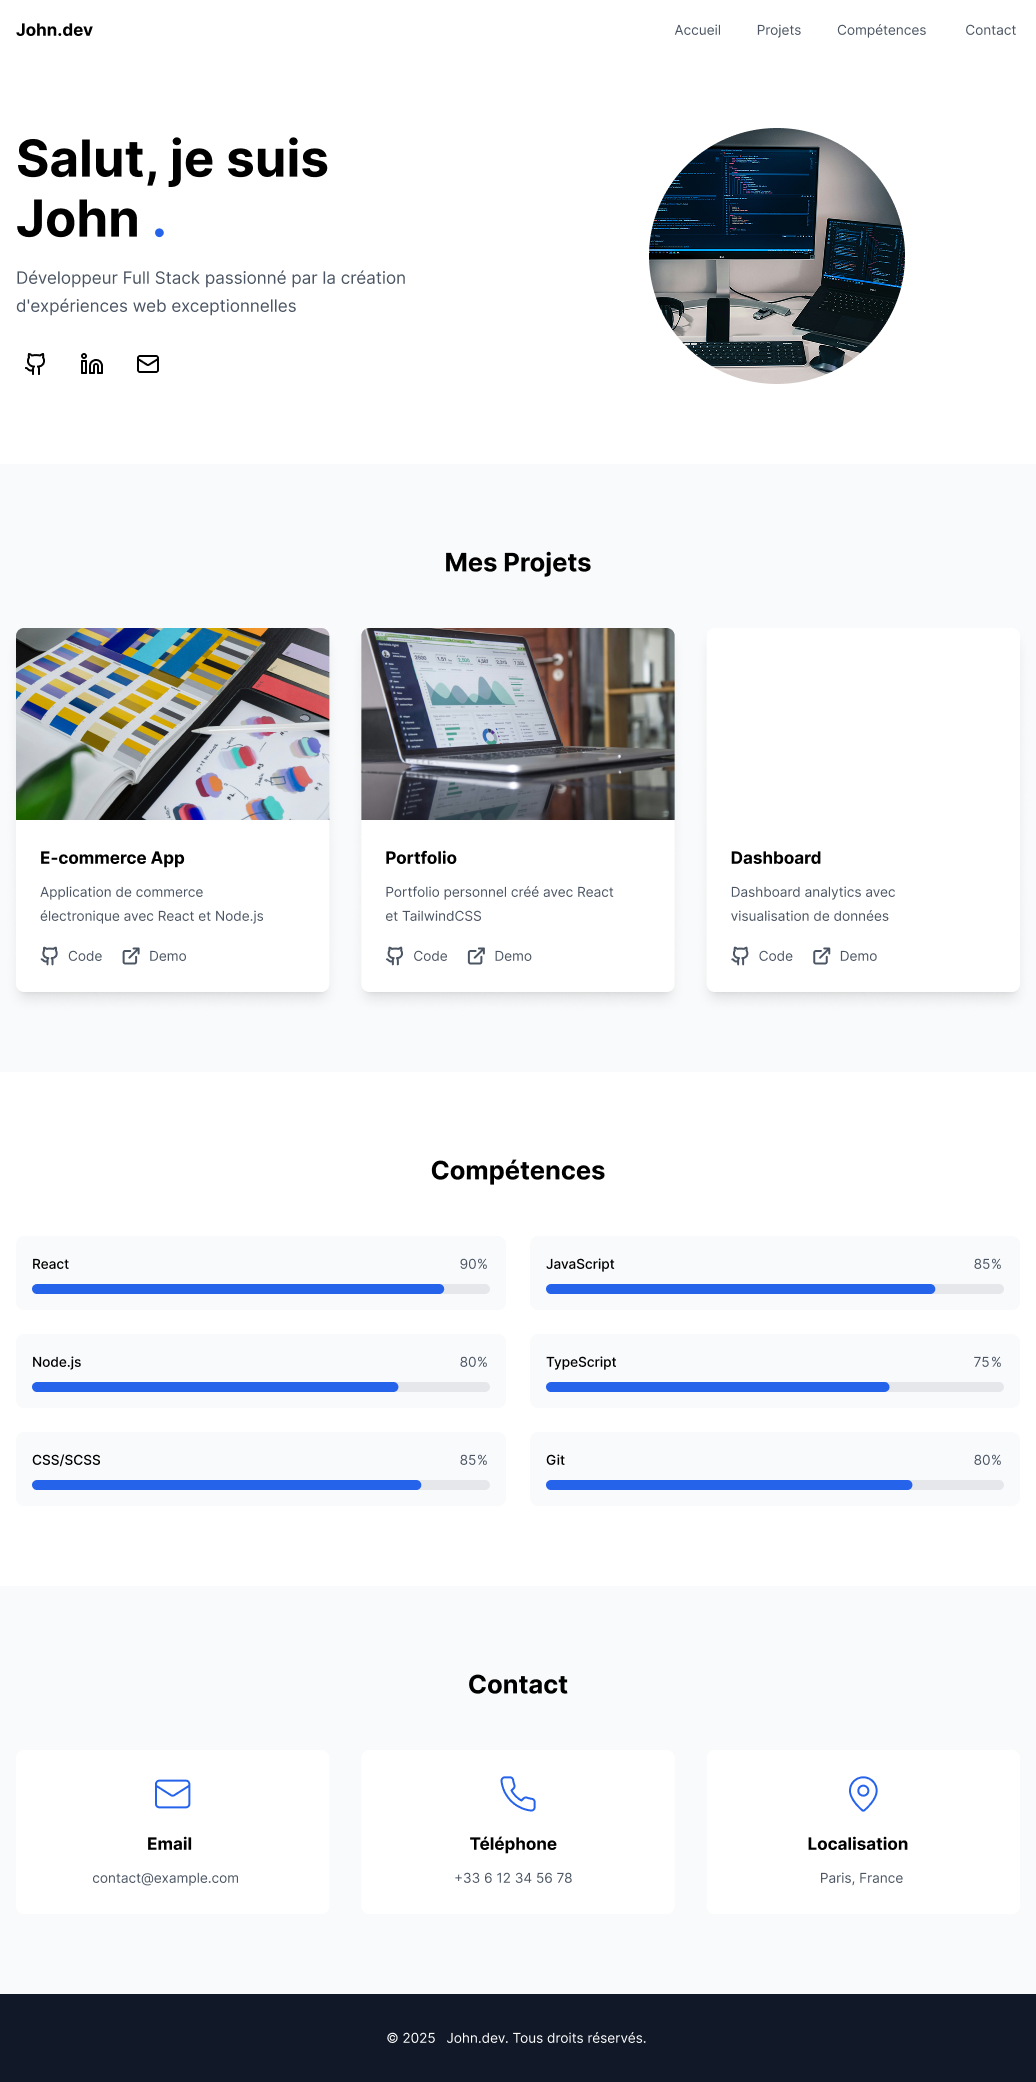 John.dev
Accueil Projets Compétences Contact
Salut, je suis
John .
Développeur Full Stack passionné par la création
d'expériences web exceptionnelles
Mes Projets
E-commerce App
Application de commerce
électronique avec React et Node.js
Code Demo
Portfolio
Portfolio personnel créé avec React
et TailwindCSS
Code Demo
Dashboard
Dashboard analytics avec
visualisation de données
Code Demo
Compétences
React 90%
JavaScript 85%
Node.js 80%
TypeScript 75%
CSS/SCSS 85%
Git 80%
Contact
Email
contact@example.com
Téléphone
+33 6 12 34 56 78
Localisation
Paris, France
© 2025 John.dev. Tous droits réservés.